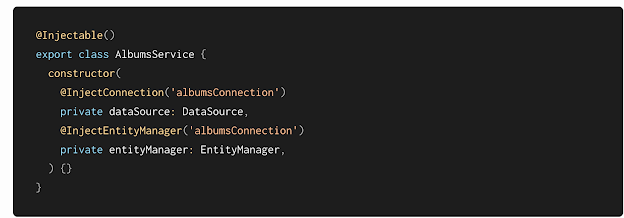 @Injectable()
export class AlbumsService {
  constructor(
    @InjectConnection('albumsConnection')
    private dataSource: DataSource,
    @InjectEntityManager('albumsConnection')
    private entityManager: EntityManager,
  ) {}
}